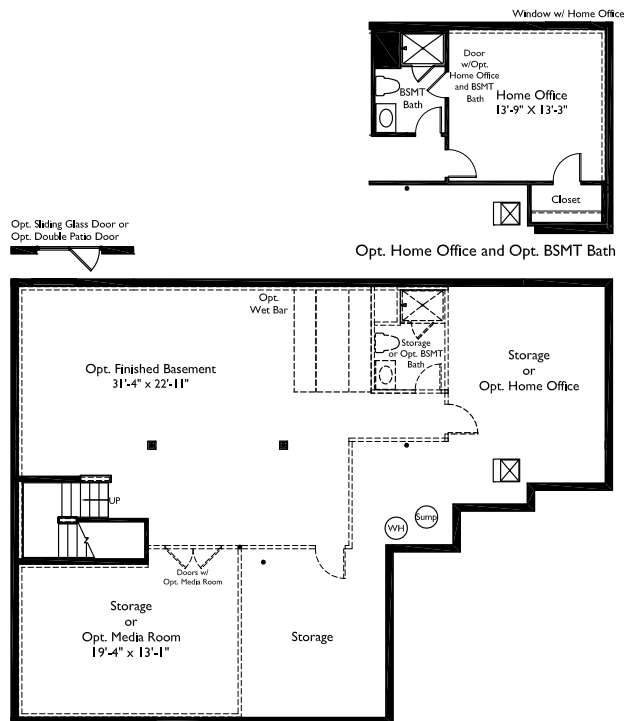 Window w/ Home Office
Door
w/Opt.
Home Office
and BSMT
Bath
BSMT
Bath
Home Office
13'-9" X 13'-3"
Closet
Opt. Home Office and Opt. BSMT Bath
Opt. Sliding Glass Door or
Opt. Double Patio Door
Opt.
Wet Bar
Storage
or Opt. BSMT
Bath
Storage
or
Opt. Home Office
Opt. Finished Basement
31'-4" x 22'-11"
UP
WH
Sump
Doors w/
Opt. Media Room
Storage
or
Opt. Media Room
19'-4" x 13'-1"
Storage